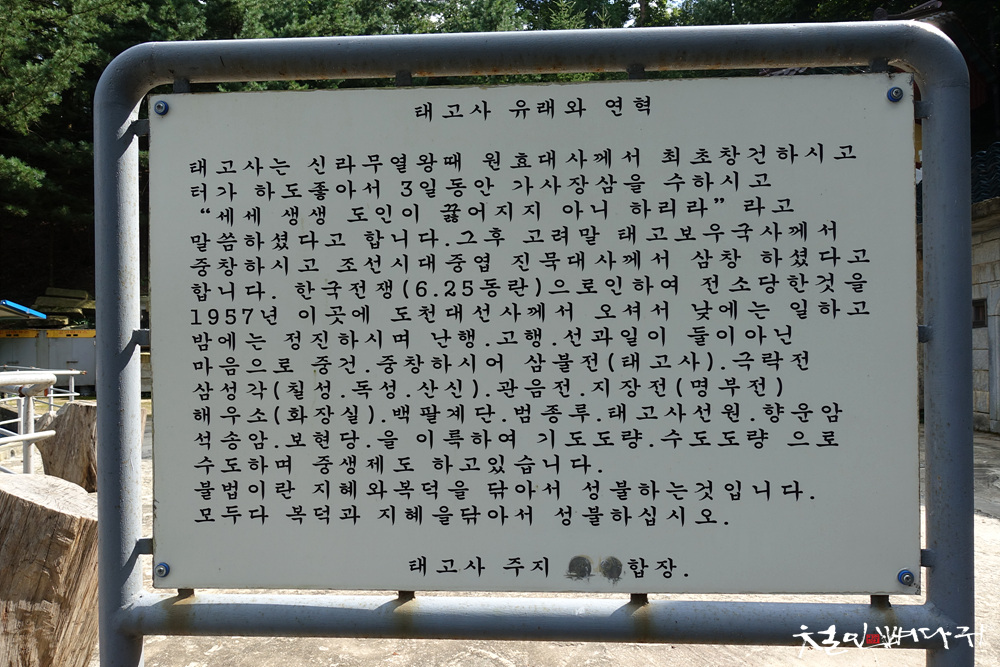 태고사 유래와 연혁
태고사는 신라무열왕때 원효대사께서 최초창건하시고
터가 하도좋아서 3일동안 가사장삼을 수하시고
“세세 생생 도인이 끓어지지 아니 하리라” 라고
말씀하셨다고 합니다.그후 고려말 태고보우국사께서
중창하시고 조선시대중엽 진묵대사께서 삼창 하셨다고
합니다. 한국전쟁(6.25동란)으로인하여 전소당한것을
1957년 이곳에 도천대선사께서 오셔서 낮에는 일하고
밤에는 정진하시며 난행.고행.선과일이 둘이아닌
마음으로 중건.중창하시어 삼불전(태고사).극락전
삼성각(칠성.독성.산신).관음전.지장전(명부전)
해우소(화장실).백팔계단.범종루.태고사선원.향운암
석송암.보현당.을 이륵하여 기도도량.수도도량 으로
수도하며 중생제도 하고있습니다.
불법이란 지혜와복덕을 닦아서 성불하는것입니다.
모두다 복덕과 지혜을닦아서 성불하십시오.
태고사 주지 합장.